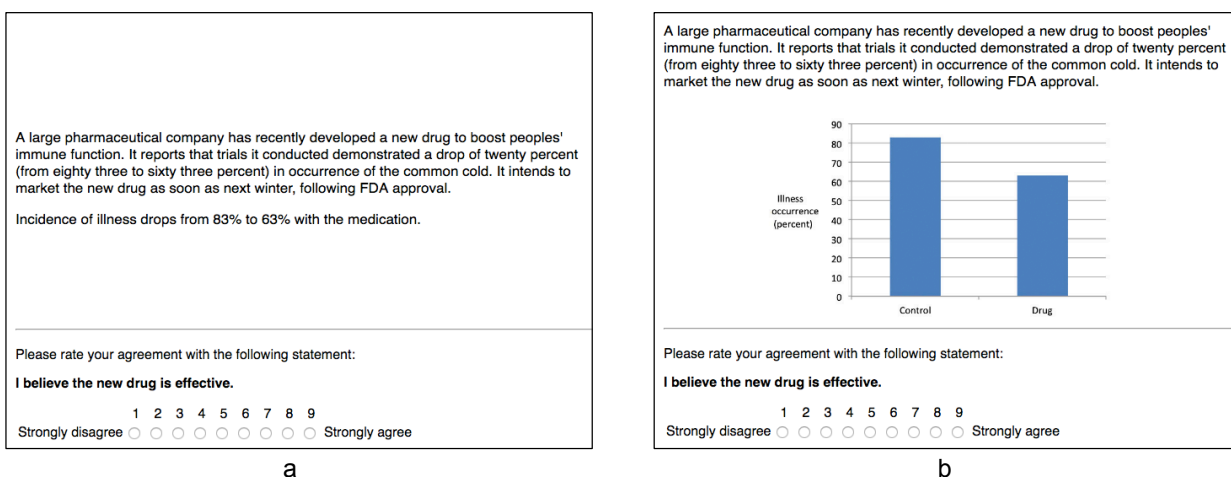 A large pharmaceutical company has recently developed a new drug to boost peoples'
immune function. It reports that trials it conducted demonstrated a drop of twenty percent
(from eighty three to sixty three percent) in occurrence of the common cold. It intends to
market the new drug as soon as next winter, following FDA approval.
Incidence of illness drops from 83% to 63% with the medication.
Please rate your agreement with the following statement:
I believe the new drug is effective.
1 2 3 4 5 6 7 8 9
Strongly disagree Strongly agree
a
A large pharmaceutical company has recently developed a new drug to boost peoples'
immune function. It reports that trials it conducted demonstrated a drop of twenty percent
(from eighty three to sixty three percent) in occurrence of the common cold. It intends to
market the new drug as soon as next winter, following FDA approval.
90
80
70
60
50
40
30
20
10
0
Illness
occurrence
(percent)
Control Drug
Please rate your agreement with the following statement:
I believe the new drug is effective.
1 2 3 4 5 6 7 8 9
Strongly disagree Strongly agree
b